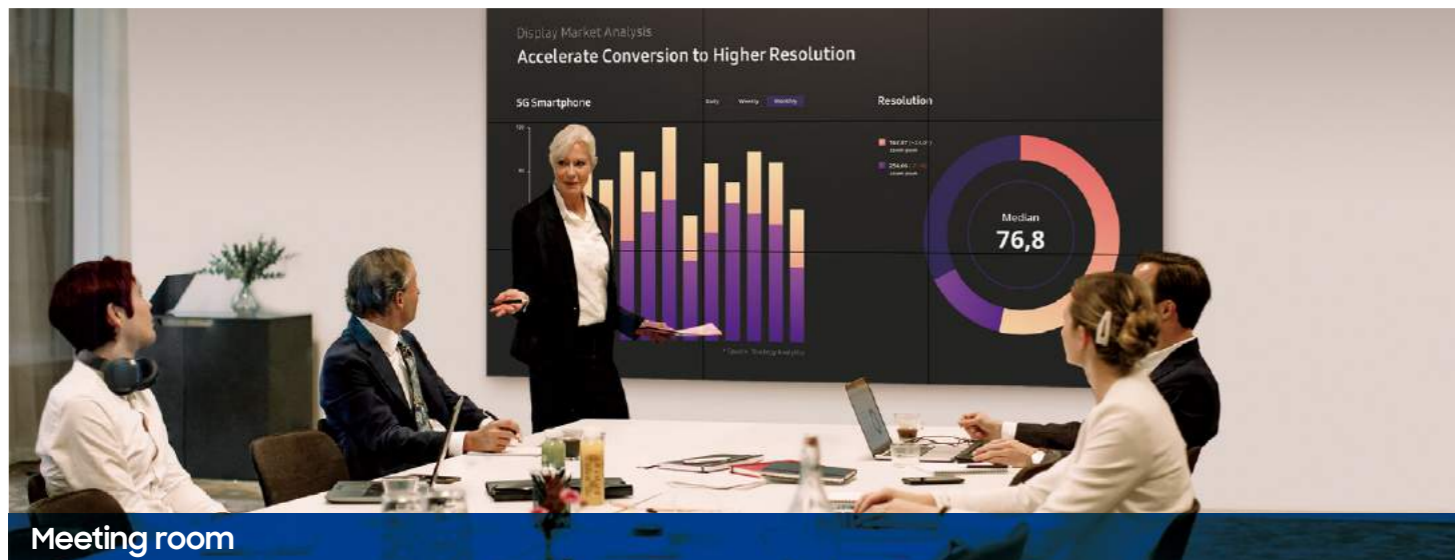 Display Market Analysis
Accelerate Conversion to Higher Resolution
5G Smartphone
Daily Weekly Monthly
Resolution
120
Median
76,8
Meeting room